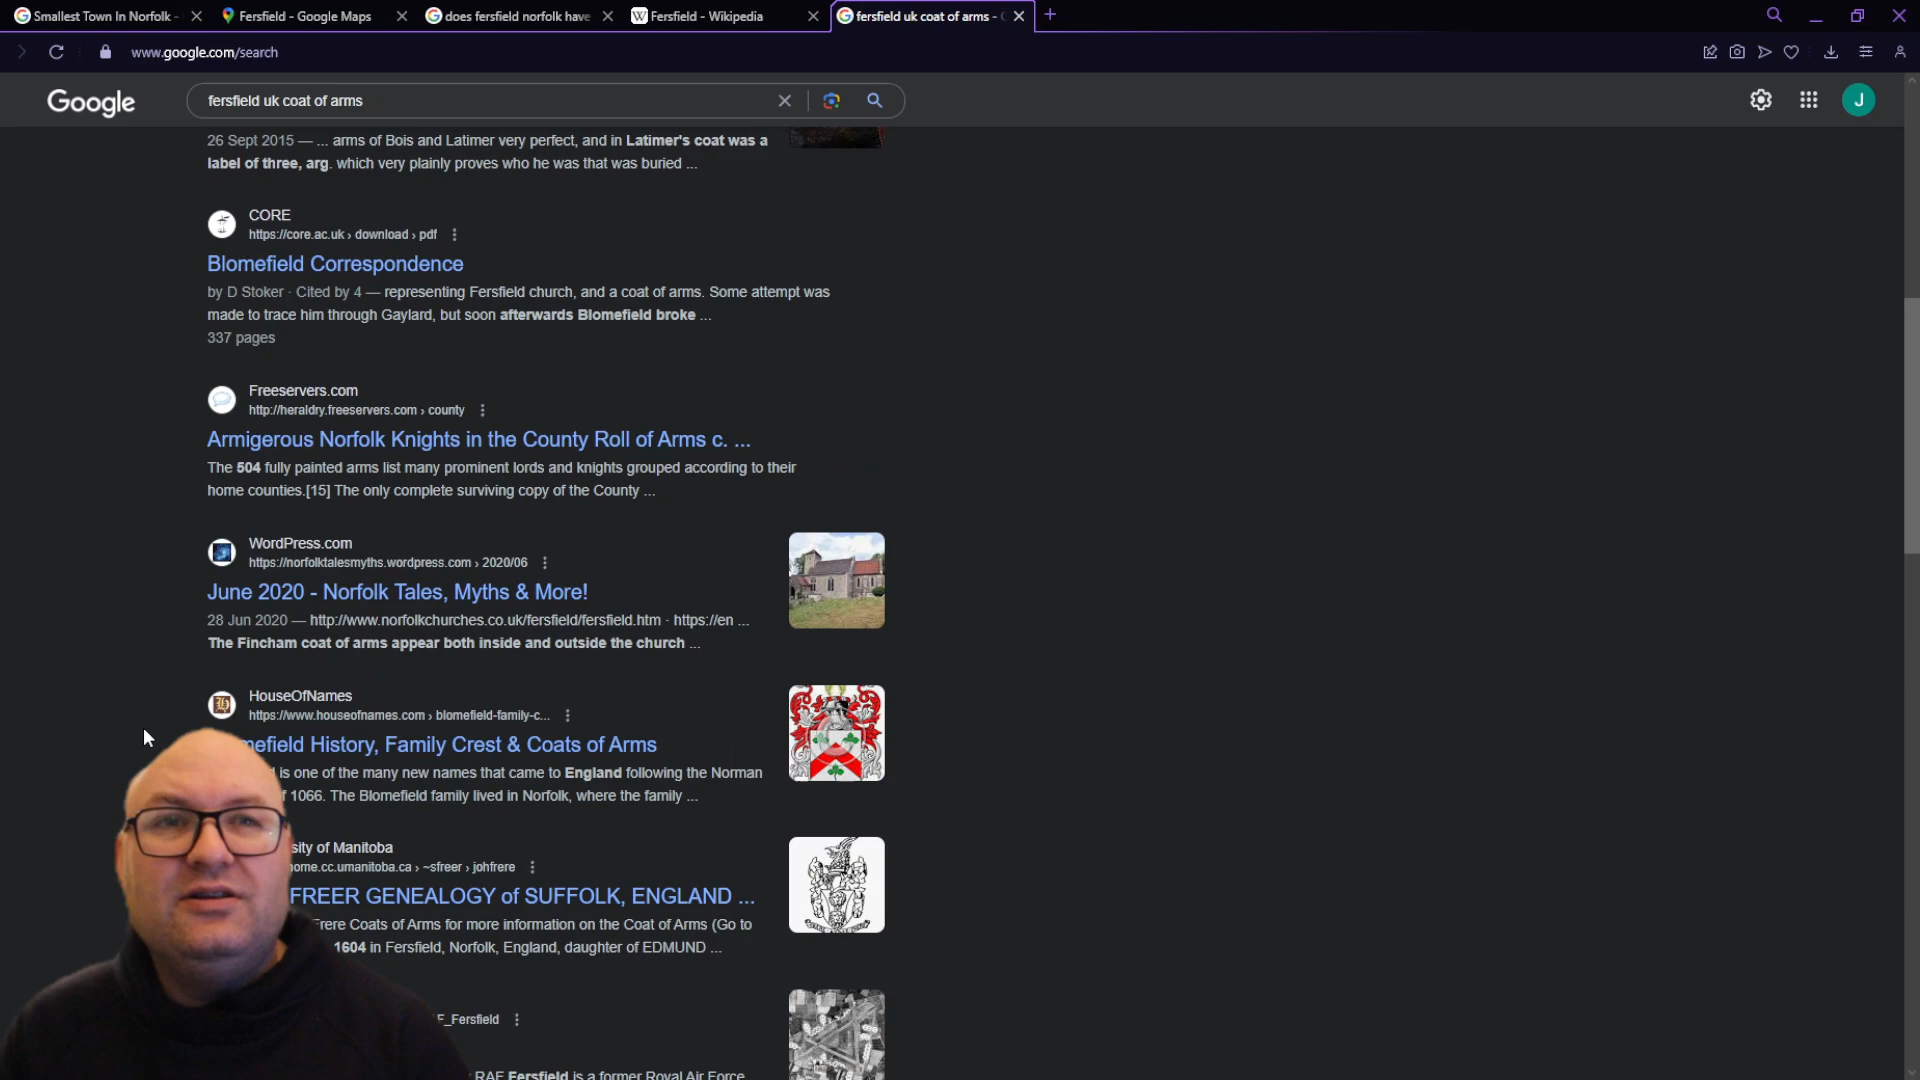 Smallest Town In Norfolk -
Fersfield - Google Maps
does fersfield norfolk have
Fersfield - Wikipedia
fersfield uk coat of arms -
www.google.com/search
Google
fersfield uk coat of arms
J
26 Sept 2015 — ... arms of Bois and Latimer very perfect, and in Latimer's coat was a
label of three, arg. which very plainly proves who he was that was buried ...
CORE
https://core.ac.uk › download › pdf
Blomefield Correspondence
by D Stoker · Cited by 4 — representing Fersfield church, and a coat of arms. Some attempt was
made to trace him through Gaylard, but soon afterwards Blomefield broke ...
337 pages
Freeservers.com
http://heraldry.freeservers.com › county
Armigerous Norfolk Knights in the County Roll of Arms c. ...
The 504 fully painted arms list many prominent lords and knights grouped according to their
home counties.[15] The only complete surviving copy of the County ...
WordPress.com
https://norfolktalesmyths.wordpress.com › 2020/06
June 2020 - Norfolk Tales, Myths & More!
28 Jun 2020 — http://www.norfolkchurches.co.uk/fersfield/fersfield.htm · https://en ...
The Fincham coat of arms appear both inside and outside the church ...
HouseOfNames
https://www.houseofnames.com › blomefield-family-c...
mefield History, Family Crest & Coats of Arms
is one of the many new names that came to England following the Norman
f 1066. The Blomefield family lived in Norfolk, where the family ...
sity of Manitoba
home.cc.umanitoba.ca › ~sfreer › johfrere
FREER GENEALOGY of SUFFOLK, ENGLAND ...
Frere Coats of Arms for more information on the Coat of Arms (Go to
1604 in Fersfield, Norfolk, England, daughter of EDMUND ...
F_Fersfield
RAF Fersfield is a former Royal Air Force